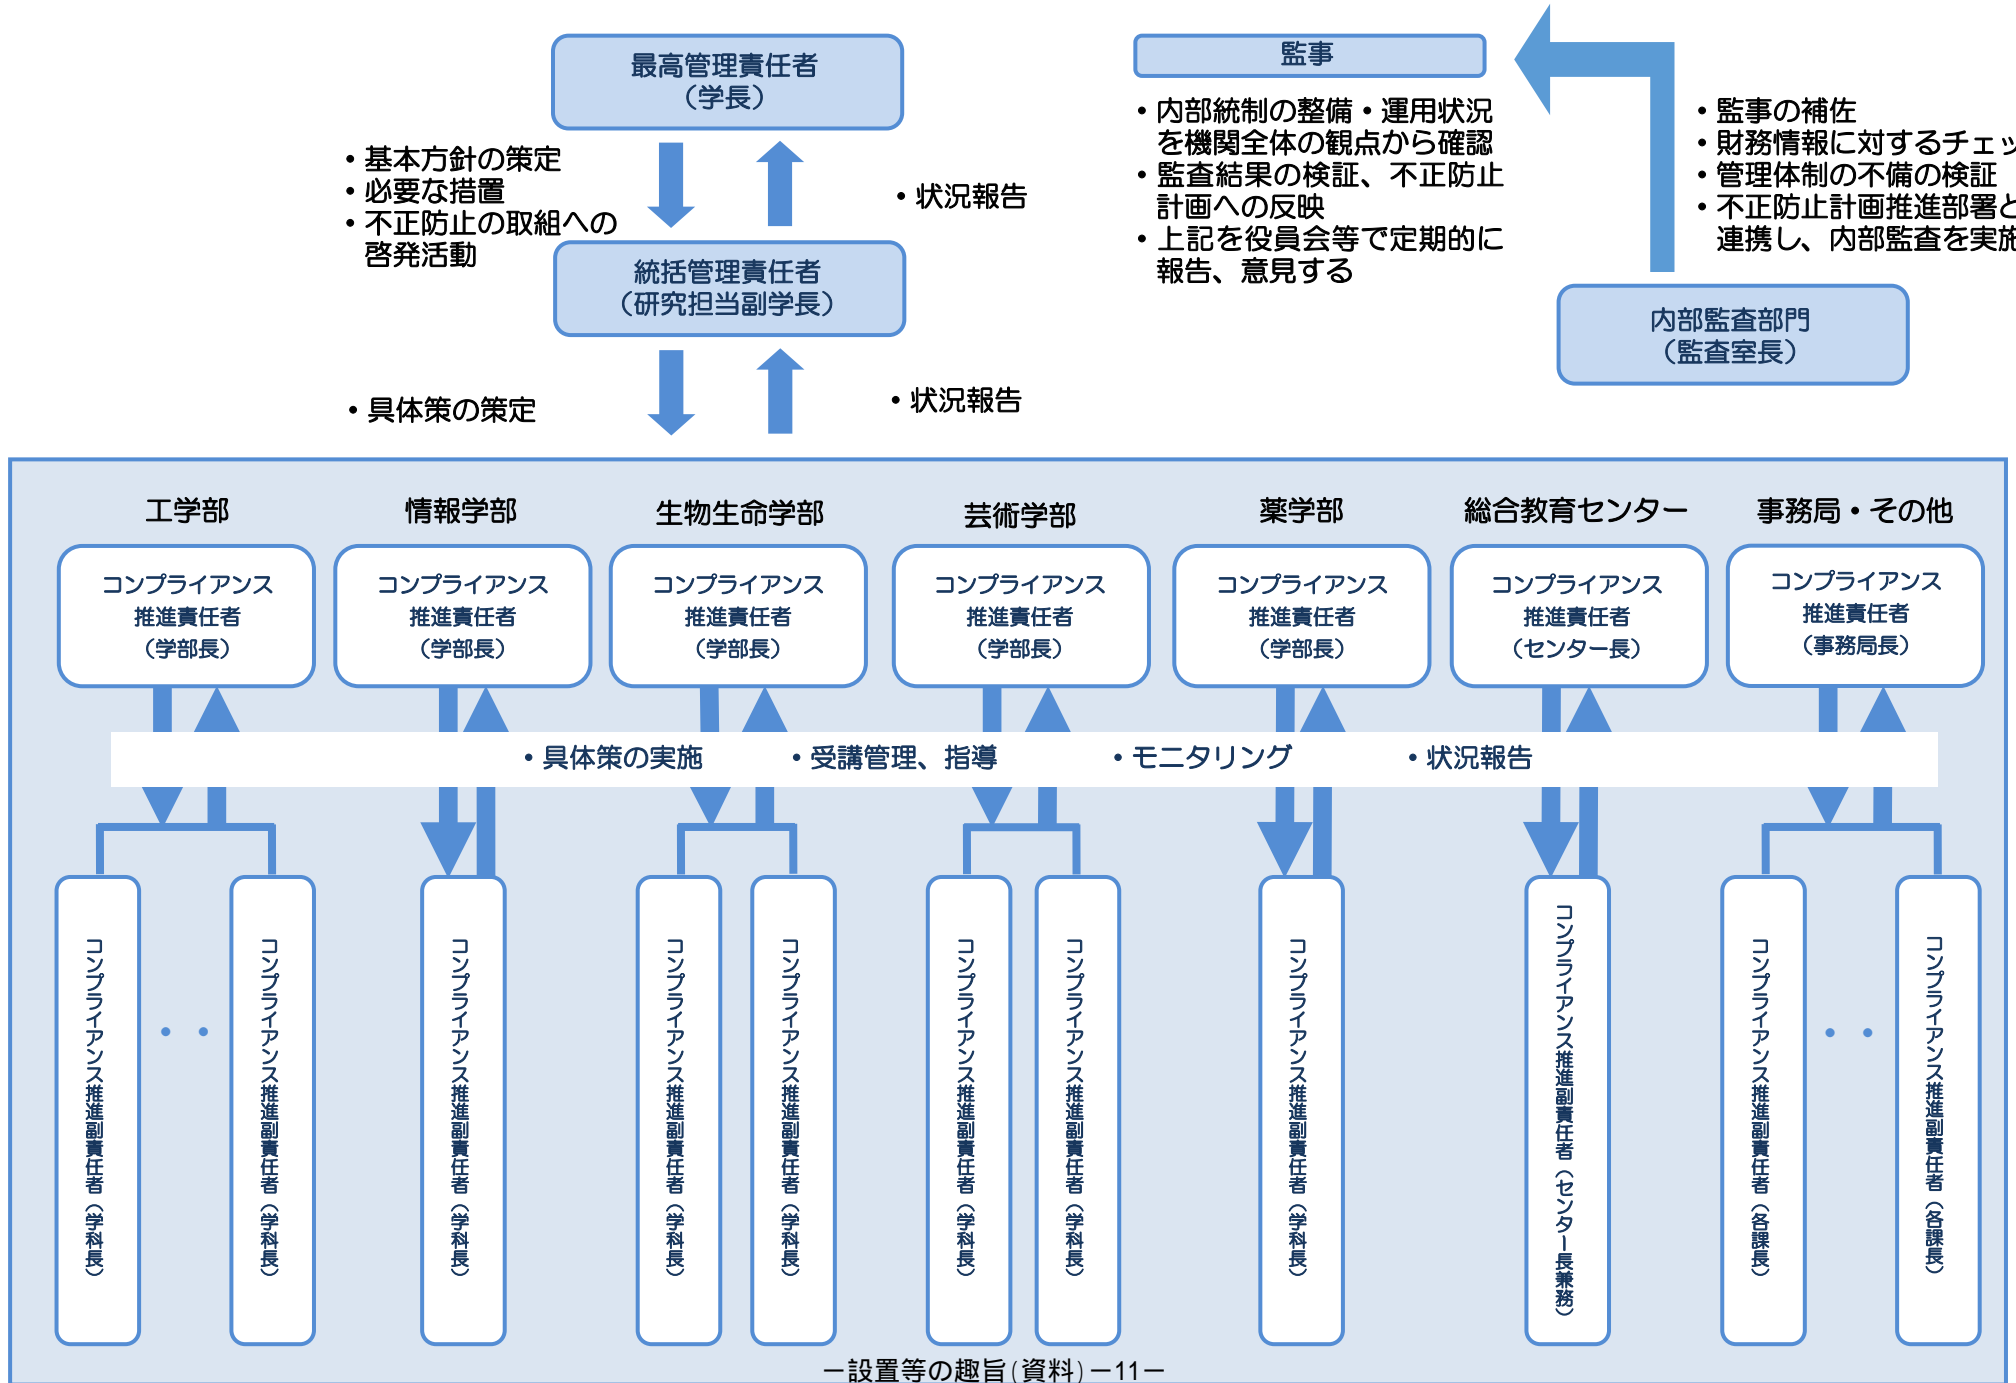 最高管理責任者
（学長）
・基本方針の策定
・必要な措置
・不正防止の取組への
啓発活動
・状況報告
統括管理責任者
（研究担当副学長）
・具体策の策定
・状況報告
監事
・内部統制の整備・運用状況
を機関全体の観点から確認
・監査結果の検証、不正防止
計画への反映
・上記を役員会等で定期的に
報告、意見する
・監事の補佐
・財務情報に対するチェッ
・管理体制の不備の検証
・不正防止計画推進部署と
連携し、内部監査を実施
内部監査部門
（監査室長）
工学部
コンプライアンス
推進責任者
（学部長）
情報学部
コンプライアンス
推進責任者
（学部長）
生物生命学部
コンプライアンス
推進責任者
（学部長）
芸術学部
コンプライアンス
推進責任者
（学部長）
薬学部
コンプライアンス
推進責任者
（学部長）
総合教育センター
コンプライアンス
推進責任者
（センター長）
事務局・その他
コンプライアンス
推進責任者
（事務局長）
・具体策の実施 ・受講管理、指導 ・モニタリング ・状況報告
コンプライアンス推進副責任者（学科長）
・・
コンプライアンス推進副責任者（学科長）
コンプライアンス推進副責任者（学科長）
コンプライアンス推進副責任者（学科長）
コンプライアンス推進副責任者（学科長）
コンプライアンス推進副責任者（学科長）
コンプライアンス推進副責任者（学科長）
コンプライアンス推進副責任者（学科長）
コンプライアンス推進副責任者（センター長兼務）
コンプライアンス推進副責任者（各課長）
・・
コンプライアンス推進副責任者（各課長）
－設置等の趣旨(資料)－11－